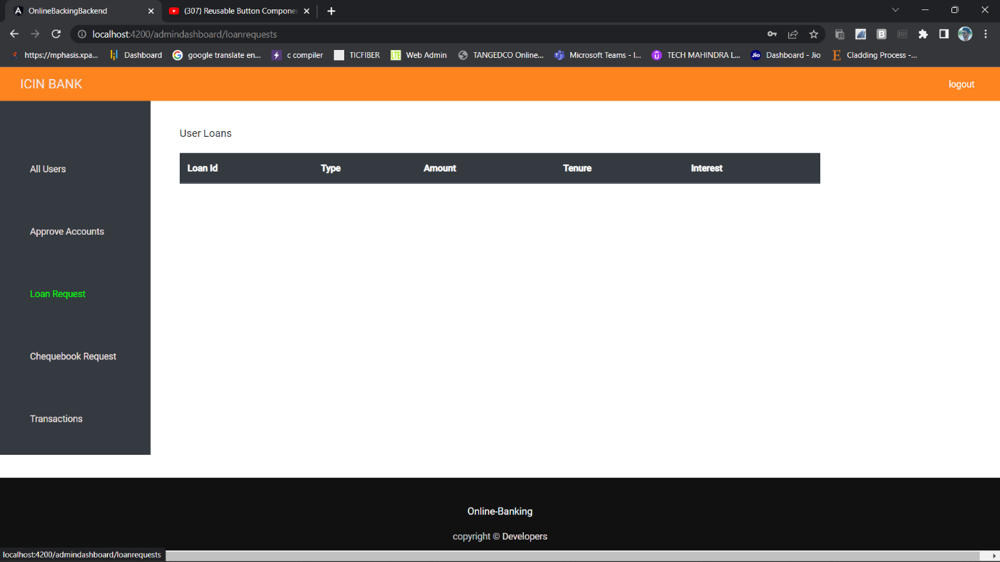 OnlineBackingBackend
(307) Reusable Button Compone
localhost:4200/admindashboard/loanrequests
https://mphasis.xpa...
Dashboard
google translate en...
c compiler
TICFIBER
LTE
Web Admin
TANGEDCO Online...
Microsoft Teams - I...
TECH MAHINDRA L...
Jio
Dashboard - Jio
E
Cladding Process -...
ICIN BANK
logout
User Loans
Loan Id Type Amount Tenure Interest
All Users
Approve Accounts
Loan Request
Chequebook Request
Transactions
Online-Banking
copyright © Developers
localhost:4200/admindashboard/loanrequests